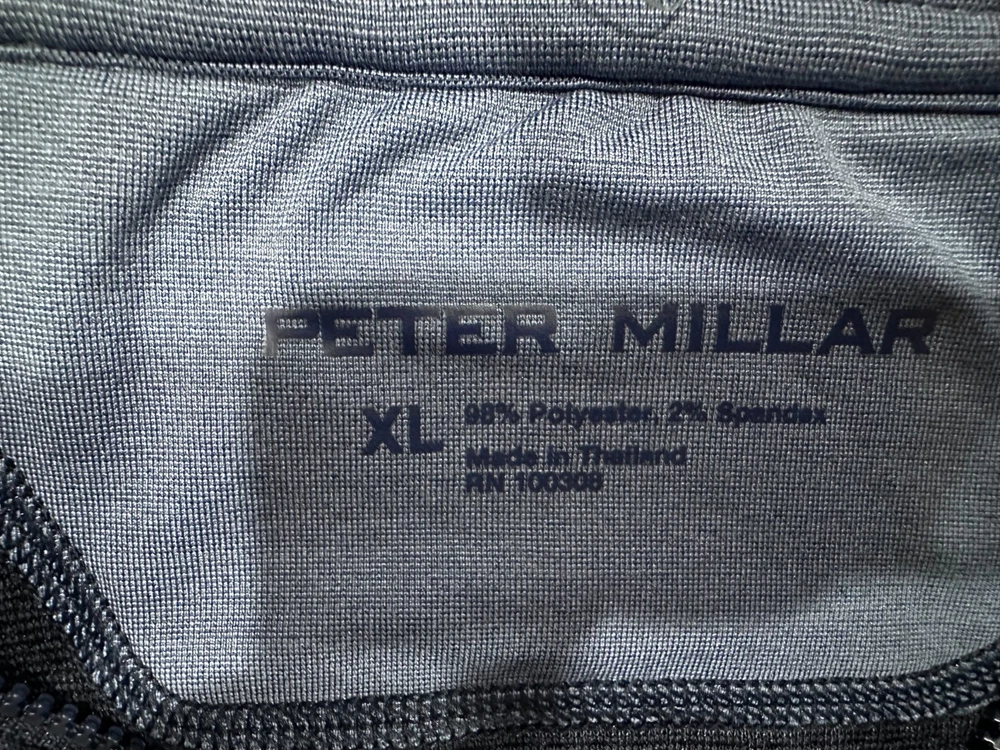 PETER MILLAR
XL
98% Polyester 2% Spandex
Made in Thailand
RN 100308